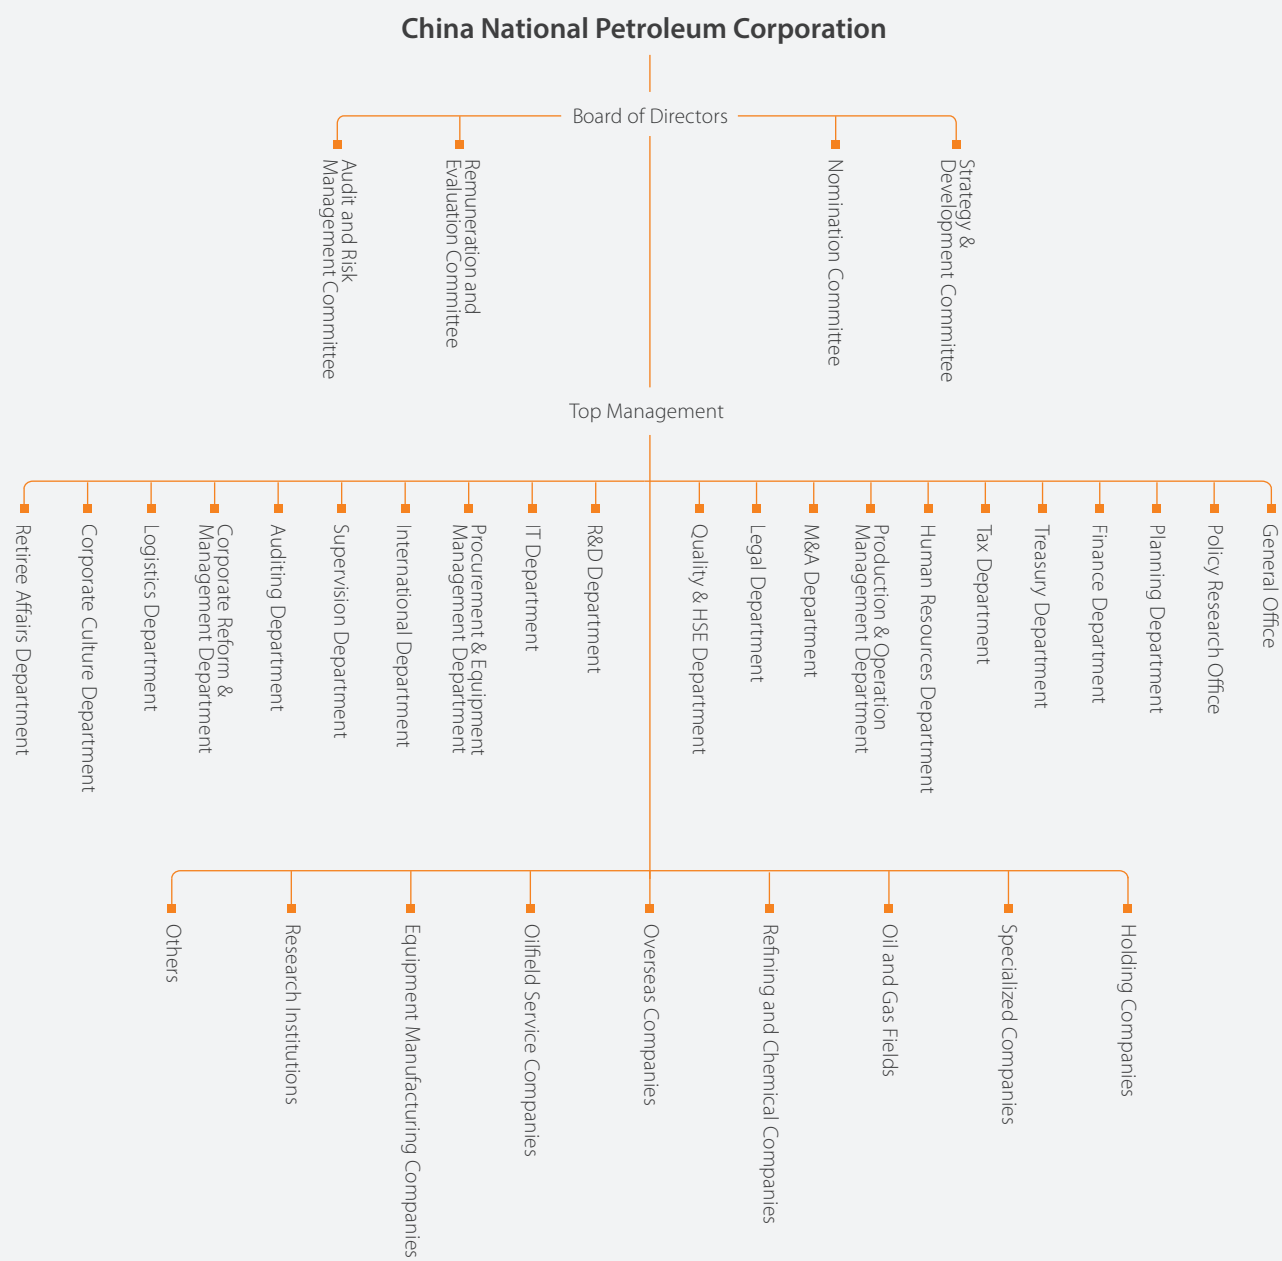 China National Petroleum Corporation
Board of Directors
Audit and Risk
Management Committee
Remuneration and
Evaluation Committee
Nomination Committee
Strategy &
Development Committee
Top Management
Retiree Affairs Department
Corporate Culture Department
Logistics Department
Corporate Reform &
Management Department
Auditing Department
Supervision Department
International Department
Procurement & Equipment
Management Department
IT Department
R&D Department
Quality & HSE Department
Legal Department
M&A Department
Production & Operation
Management Department
Human Resources Department
Tax Department
Treasury Department
Finance Department
Planning Department
Policy Research Office
General Office
Others
Research Institutions
Equipment Manufacturing Companies
Oilfield Service Companies
Overseas Companies
Refining and Chemical Companies
Oil and Gas Fields
Specialized Companies
Holding Companies